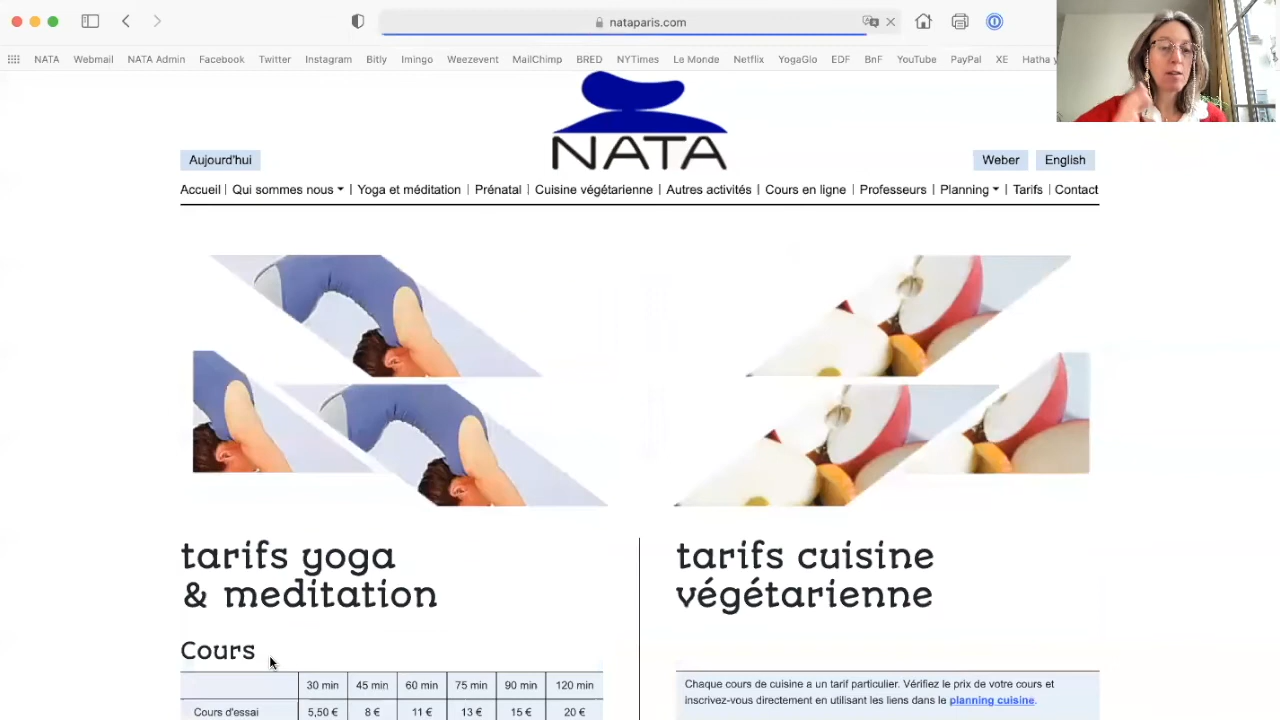 nataparis.com
NATA Webmail NATA Admin Facebook Twitter Instagram Bitly Imingo Weezevent MailChimp BRED NYTimes Le Monde Netflix YogaGlo EDF BnF YouTube PayPal XE Hatha y
NATA
Aujourd'hui Weber English
Accueil | Qui sommes nous | Yoga et méditation | Prénatal | Cuisine végétarienne | Autres activités | Cours en ligne | Professeurs | Planning | Tarifs | Contact
tarifs yoga
& meditation
tarifs cuisine
végétarienne
Cours
30 min 45 min 60 min 75 min 90 min 120 min
Cours d'essai 5,50 € 8 € 11 € 13 € 15 € 20 €
Chaque cours de cuisine a un tarif particulier. Vérifiez le prix de votre cours et
inscrivez-vous directement en utilisant les liens dans le planning cuisine.